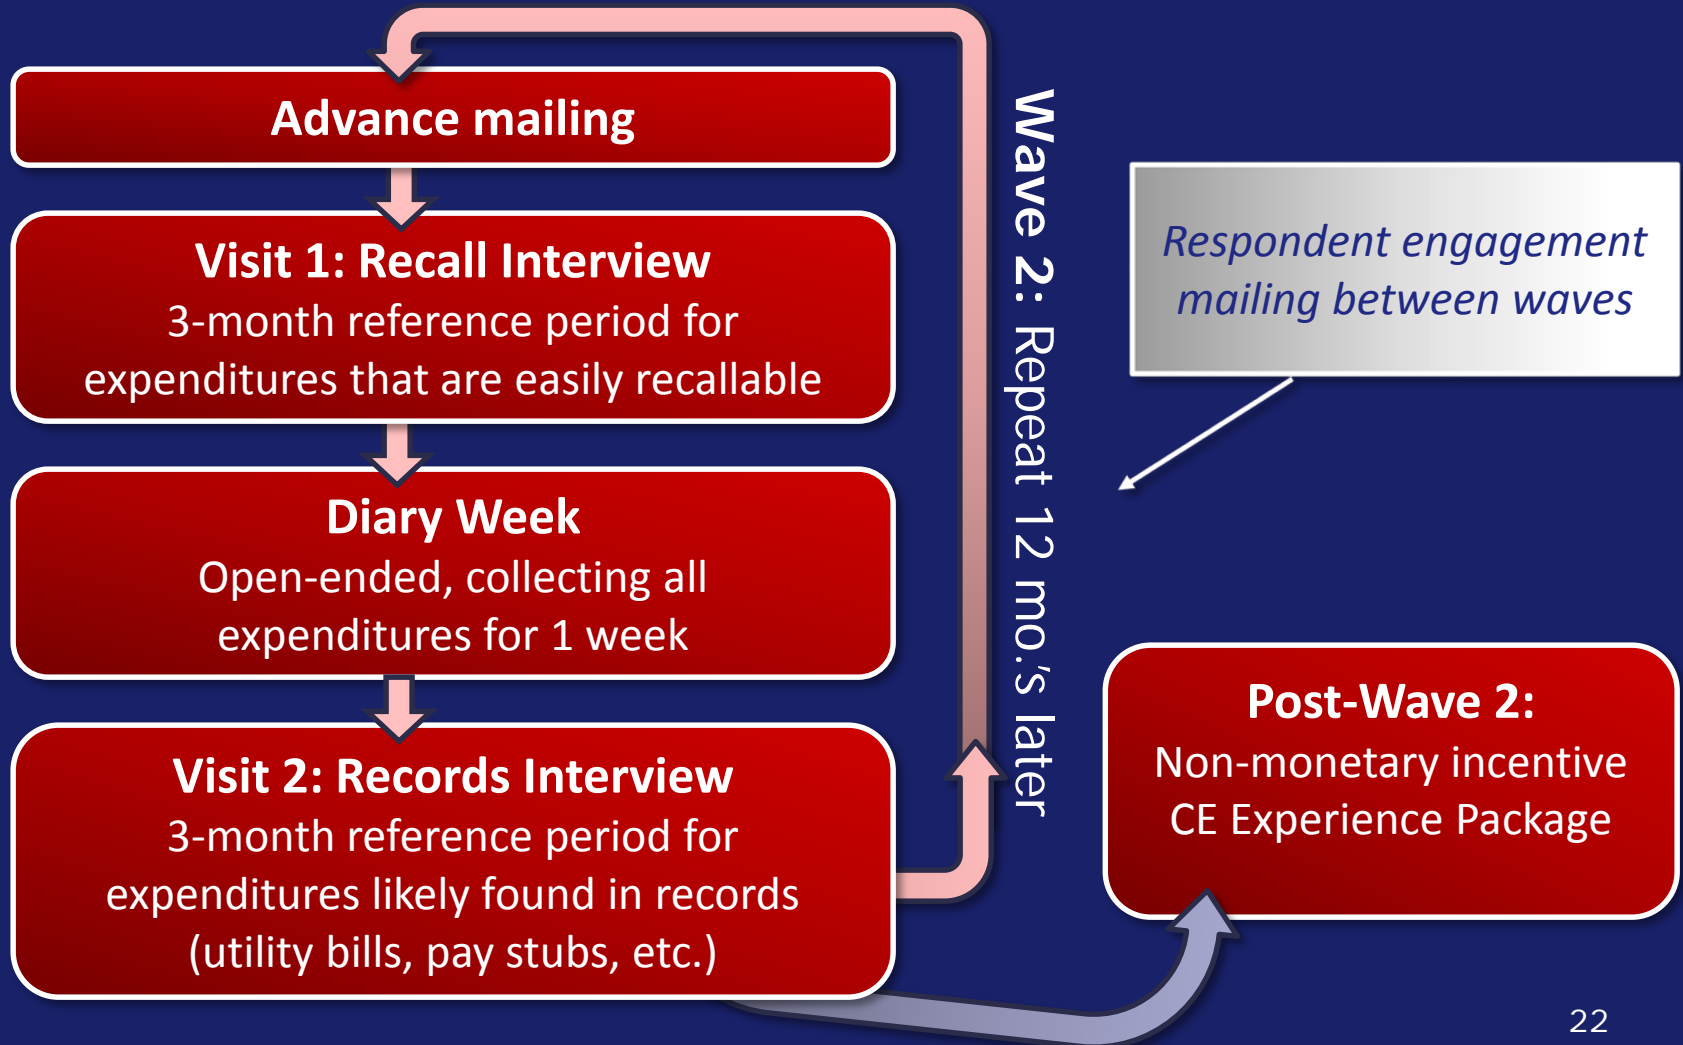 Advance mailing
Visit 1: Recall Interview
3-month reference period for
expenditures that are easily recallable
Diary Week
Open-ended, collecting all
expenditures for 1 week
Visit 2: Records Interview
3-month reference period for
expenditures likely found in records
(utility bills, pay stubs, etc.)
Wave 2: Repeat 12 mo.'s later
Respondent engagement
mailing between waves
Post-Wave 2:
Non-monetary incentive
CE Experience Package
22